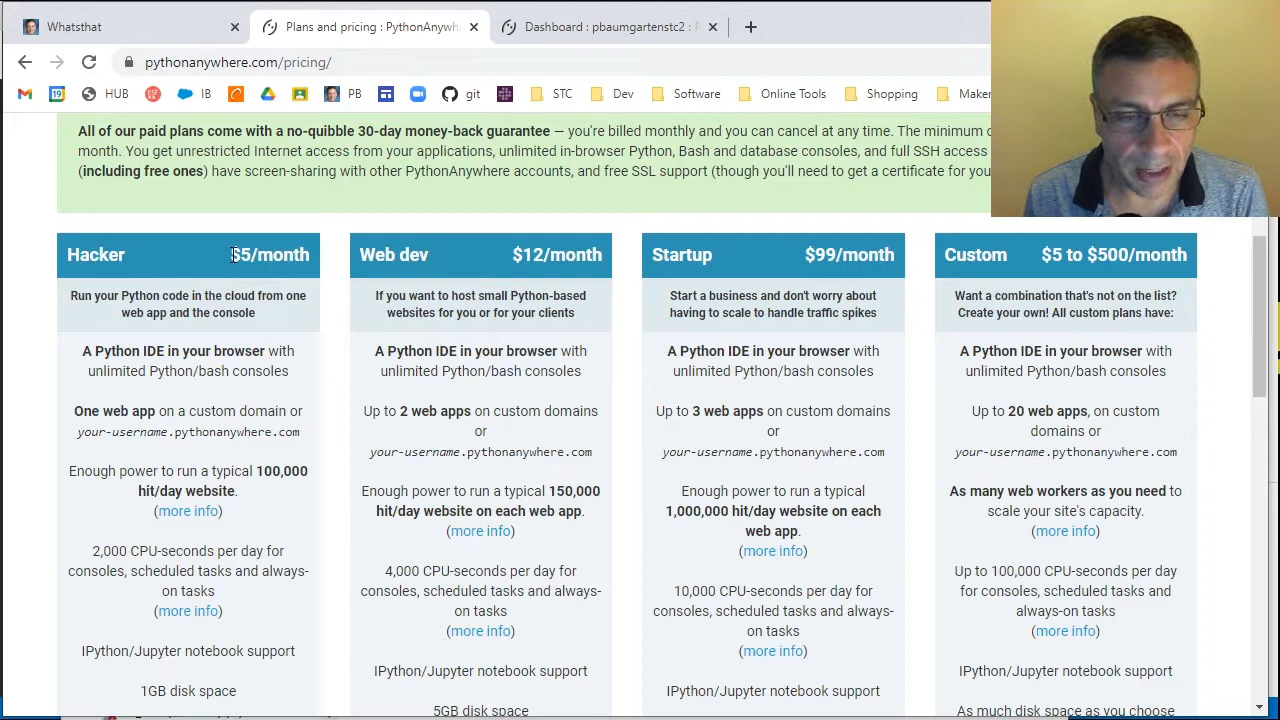 Whatsthat
Plans and pricing : PythonAnywh
Dashboard : pbaumgartenstc2 :
pythonanywhere.com/pricing/
HUB
IB
PB
git
STC
Dev
Software
Online Tools
Shopping
Maker
All of our paid plans come with a no-quibble 30-day money-back guarantee — you're billed monthly and you can cancel at any time. The minimum
month. You get unrestricted Internet access from your applications, unlimited in-browser Python, Bash and database consoles, and full SSH access
(including free ones) have screen-sharing with other PythonAnywhere accounts, and free SSL support (though you'll need to get a certificate for you
Hacker $5/month
Run your Python code in the cloud from one
web app and the console
A Python IDE in your browser with
unlimited Python/bash consoles
One web app on a custom domain or
your-username.pythonanywhere.com
Enough power to run a typical 100,000
hit/day website.
(more info)
2,000 CPU-seconds per day for
consoles, scheduled tasks and always-
on tasks
(more info)
IPython/Jupyter notebook support
1GB disk space
Web dev $12/month
If you want to host small Python-based
websites for you or for your clients
A Python IDE in your browser with
unlimited Python/bash consoles
Up to 2 web apps on custom domains
or
your-username.pythonanywhere.com
Enough power to run a typical 150,000
hit/day website on each web app.
(more info)
4,000 CPU-seconds per day for
consoles, scheduled tasks and always-
on tasks
(more info)
IPython/Jupyter notebook support
5GB disk space
Startup $99/month
Start a business and don't worry about
having to scale to handle traffic spikes
A Python IDE in your browser with
unlimited Python/bash consoles
Up to 3 web apps on custom domains
or
your-username.pythonanywhere.com
Enough power to run a typical
1,000,000 hit/day website on each
web app.
(more info)
10,000 CPU-seconds per day for
consoles, scheduled tasks and always-
on tasks
(more info)
IPython/Jupyter notebook support
Custom $5 to $500/month
Want a combination that's not on the list?
Create your own! All custom plans have:
A Python IDE in your browser with
unlimited Python/bash consoles
Up to 20 web apps, on custom
domains or
your-username.pythonanywhere.com
As many web workers as you need to
scale your site's capacity.
(more info)
Up to 100,000 CPU-seconds per day
for consoles, scheduled tasks and
always-on tasks
(more info)
IPython/Jupyter notebook support
As much disk space as you choose